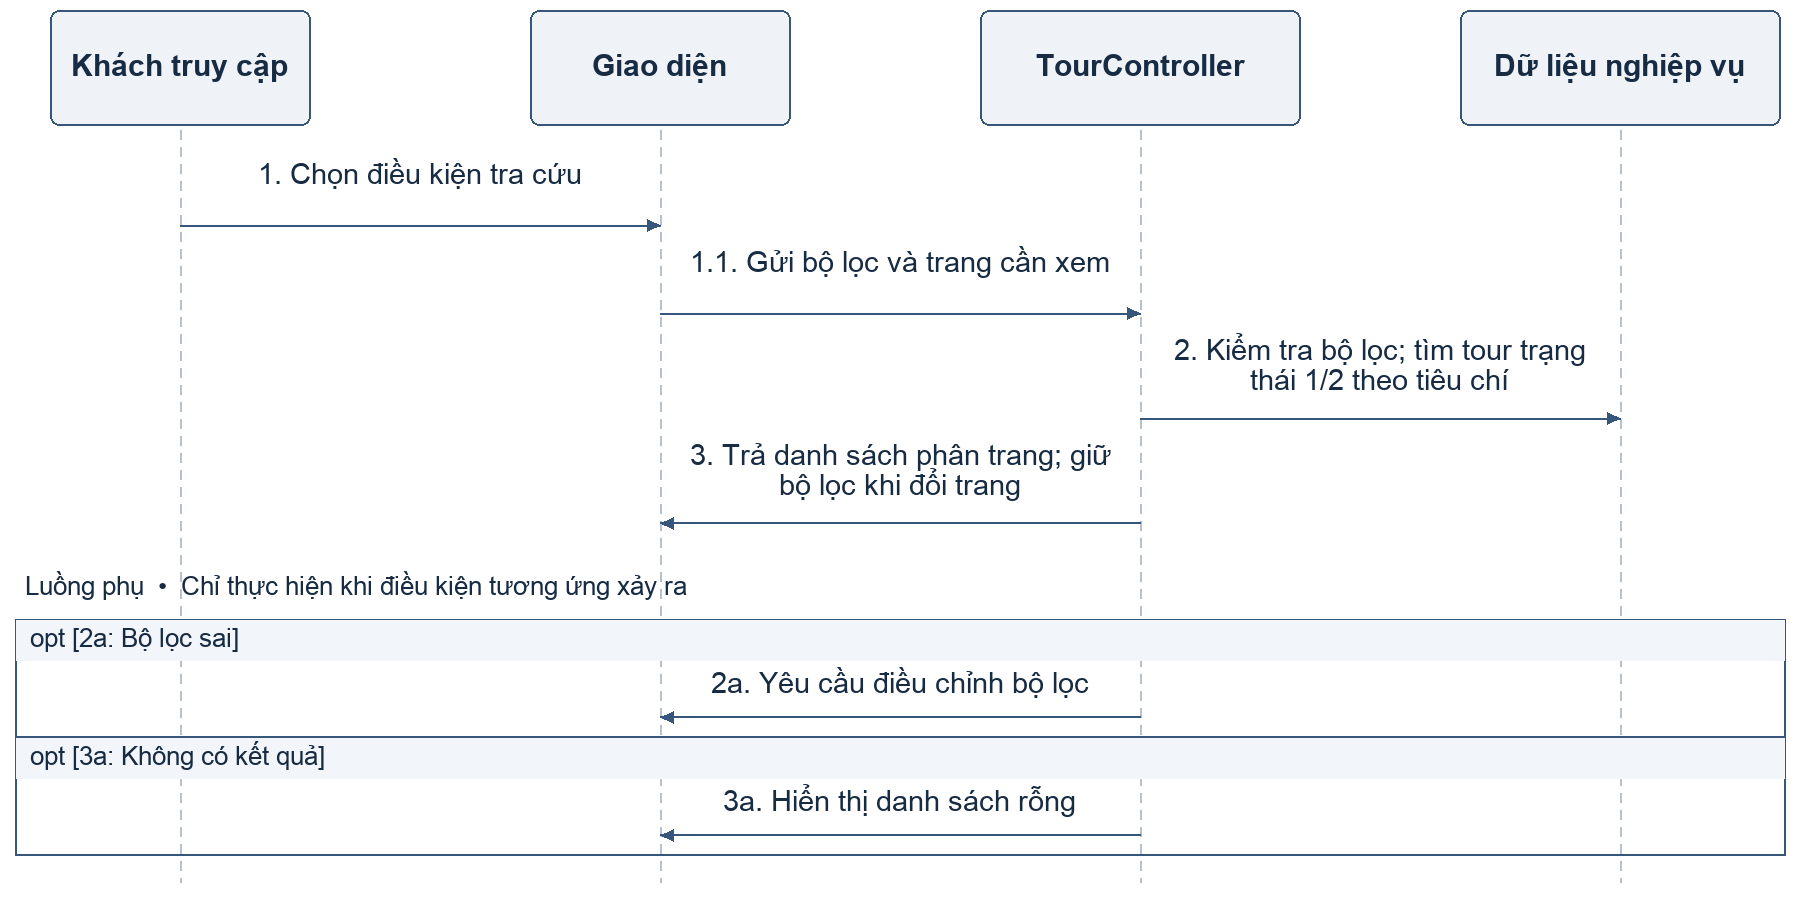 Khách truy cập
Giao diện
TourController
Dữ liệu nghiệp vụ
1. Chọn điều kiện tra cứu
1.1. Gửi bộ lọc và trang cần xem
2. Kiểm tra bộ lọc; tìm tour trạng
thái 1/2 theo tiêu chí
3. Trả danh sách phân trang; giữ
bộ lọc khi đổi trang
Luồng phụ • Chỉ thực hiện khi điều kiện tương ứng xảy ra
opt [2a: Bộ lọc sai]
2a. Yêu cầu điều chỉnh bộ lọc
opt [3a: Không có kết quả]
3a. Hiển thị danh sách rỗng